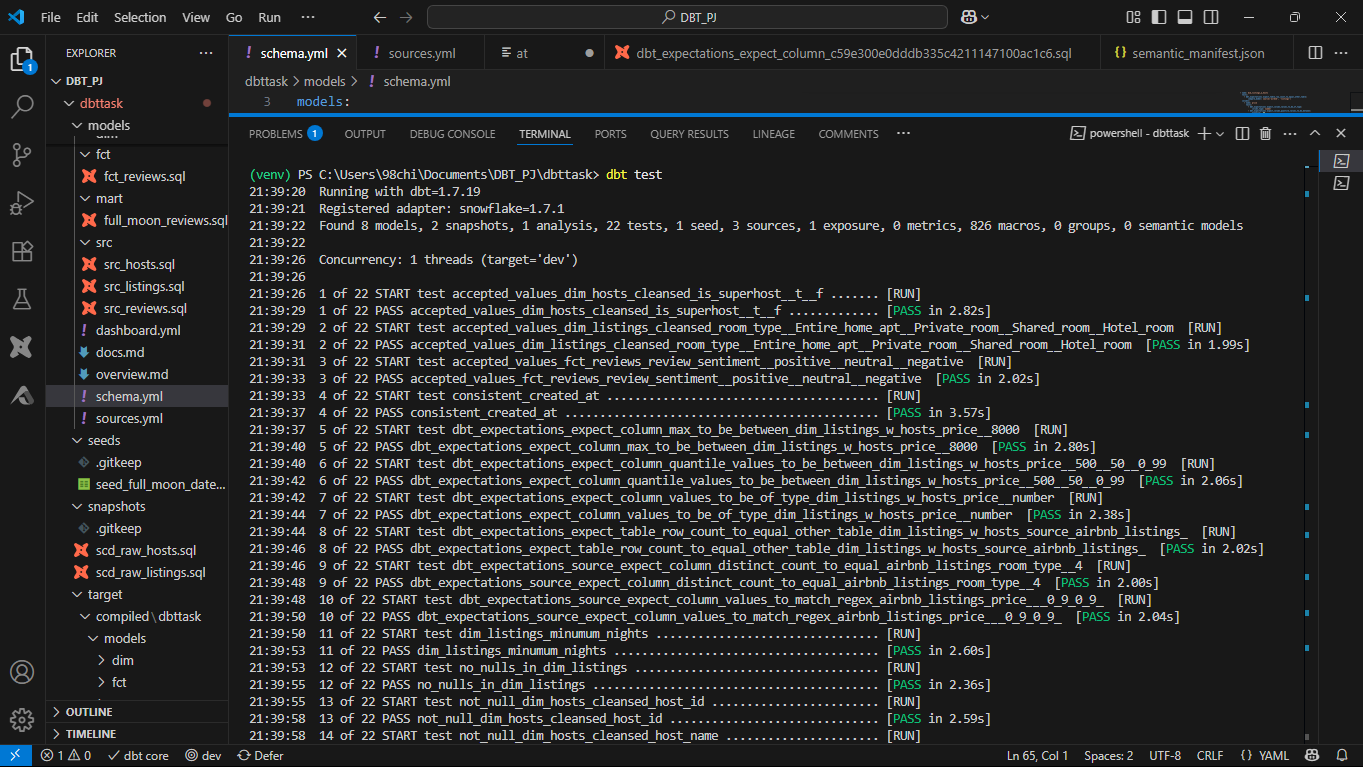 File Edit Selection View Go Run ··· DBT_PJ
EXPLORER ···
1
DBT_PJ
dbttask
models
fct
fct_reviews.sql
mart
full_moon_reviews.sql
src
src_hosts.sql
src_listings.sql
src_reviews.sql
dashboard.yml
docs.md
overview.md
schema.yml
sources.yml
seeds
.gitkeep
seed_full_moon_date...
snapshots
.gitkeep
scd_raw_hosts.sql
scd_raw_listings.sql
target
compiled\dbttask
models
dim
fct
OUTLINE
TIMELINE
schema.yml sources.yml at dbt_expectations_expect_column_c59e300e0dddb335c4211147100ac1c6.sql semantic_manifest.json ···
dbttask > models > ! schema.yml
3 models:
PROBLEMS 1 OUTPUT DEBUG CONSOLE TERMINAL PORTS QUERY RESULTS LINEAGE COMMENTS ··· powershell - dbttask
(venv) PS C:\Users\98chi\Documents\DBT_PJ\dbttask> dbt test
21:39:20 Running with dbt=1.7.19
21:39:21 Registered adapter: snowflake=1.7.1
21:39:22 Found 8 models, 2 snapshots, 1 analysis, 22 tests, 1 seed, 3 sources, 1 exposure, 0 metrics, 826 macros, 0 groups, 0 semantic models
21:39:22
21:39:26 Concurrency: 1 threads (target='dev')
21:39:26
21:39:26 1 of 22 START test accepted_values_dim_hosts_cleansed_is_superhost__t__f ....... [RUN]
21:39:29 1 of 22 PASS accepted_values_dim_hosts_cleansed_is_superhost__t__f ............. [PASS in 2.82s]
21:39:29 2 of 22 START test accepted_values_dim_listings_cleansed_room_type__Entire_home_apt__Private_room__Shared_room__Hotel_room [RUN]
21:39:31 2 of 22 PASS accepted_values_dim_listings_cleansed_room_type__Entire_home_apt__Private_room__Shared_room__Hotel_room [PASS in 1.99s]
21:39:31 3 of 22 START test accepted_values_fct_reviews_review_sentiment__positive__neutral__negative [RUN]
21:39:33 3 of 22 PASS accepted_values_fct_reviews_review_sentiment__positive__neutral__negative [PASS in 2.02s]
21:39:33 4 of 22 START test consistent_created_at ....................................... [RUN]
21:39:37 4 of 22 PASS consistent_created_at ............................................. [PASS in 3.57s]
21:39:37 5 of 22 START test dbt_expectations_expect_column_max_to_be_between_dim_listings_w_hosts_price__8000 [RUN]
21:39:40 5 of 22 PASS dbt_expectations_expect_column_max_to_be_between_dim_listings_w_hosts_price__8000 [PASS in 2.80s]
21:39:40 6 of 22 START test dbt_expectations_expect_column_quantile_values_to_be_between_dim_listings_w_hosts_price__500__50__0_99 [RUN]
21:39:42 6 of 22 PASS dbt_expectations_expect_column_quantile_values_to_be_between_dim_listings_w_hosts_price__500__50__0_99 [PASS in 2.06s]
21:39:42 7 of 22 START test dbt_expectations_expect_column_values_to_be_of_type_dim_listings_w_hosts_price__number [RUN]
21:39:44 7 of 22 PASS dbt_expectations_expect_column_values_to_be_of_type_dim_listings_w_hosts_price__number [PASS in 2.38s]
21:39:44 8 of 22 START test dbt_expectations_expect_table_row_count_to_equal_other_table_dim_listings_w_hosts_source_airbnb_listings_ [RUN]
21:39:46 8 of 22 PASS dbt_expectations_expect_table_row_count_to_equal_other_table_dim_listings_w_hosts_source_airbnb_listings_ [PASS in 2.02s]
21:39:46 9 of 22 START test dbt_expectations_source_expect_column_distinct_count_to_equal_airbnb_listings_room_type__4 [RUN]
21:39:48 9 of 22 PASS dbt_expectations_source_expect_column_distinct_count_to_equal_airbnb_listings_room_type__4 [PASS in 2.00s]
21:39:48 10 of 22 START test dbt_expectations_source_expect_column_values_to_match_regex_airbnb_listings_price___0_9_0_9_ [RUN]
21:39:50 10 of 22 PASS dbt_expectations_source_expect_column_values_to_match_regex_airbnb_listings_price___0_9_0_9_ [PASS in 2.04s]
21:39:50 11 of 22 START test dim_listings_minumum_nights ................................ [RUN]
21:39:53 11 of 22 PASS dim_listings_minumum_nights ...................................... [PASS in 2.60s]
21:39:53 12 of 22 START test no_nulls_in_dim_listings ................................... [RUN]
21:39:55 12 of 22 PASS no_nulls_in_dim_listings ......................................... [PASS in 2.36s]
21:39:55 13 of 22 START test not_null_dim_hosts_cleansed_host_id ........................ [RUN]
21:39:58 13 of 22 PASS not_null_dim_hosts_cleansed_host_id .............................. [PASS in 2.59s]
21:39:58 14 of 22 START test not_null_dim_hosts_cleansed_host_name ...................... [RUN]
1 0 dbt core dev Defer Ln 65, Col 1 Spaces: 2 UTF-8 CRLF {} YAML